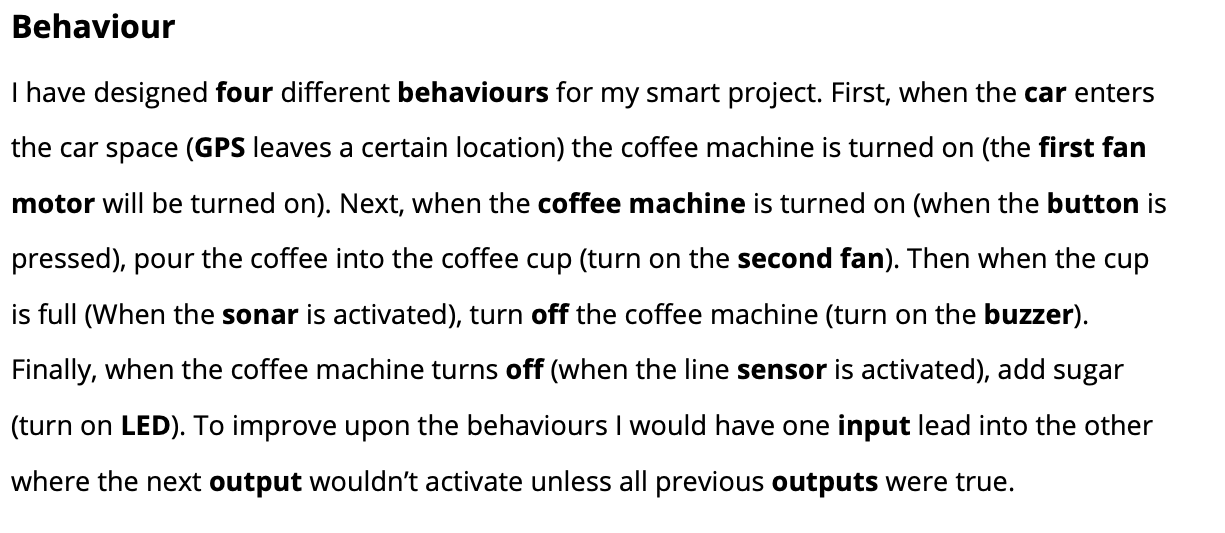 Behaviour
I have designed four different behaviours for my smart project. First, when the car enters
the car space (GPS leaves a certain location) the coffee machine is turned on (the first fan
motor will be turned on). Next, when the coffee machine is turned on (when the button is
pressed), pour the coffee into the coffee cup (turn on the second fan). Then when the cup
is full (When the sonar is activated), turn off the coffee machine (turn on the buzzer).
Finally, when the coffee machine turns off (when the line sensor is activated), add sugar
(turn on LED). To improve upon the behaviours I would have one input lead into the other
where the next output wouldn’t activate unless all previous outputs were true.